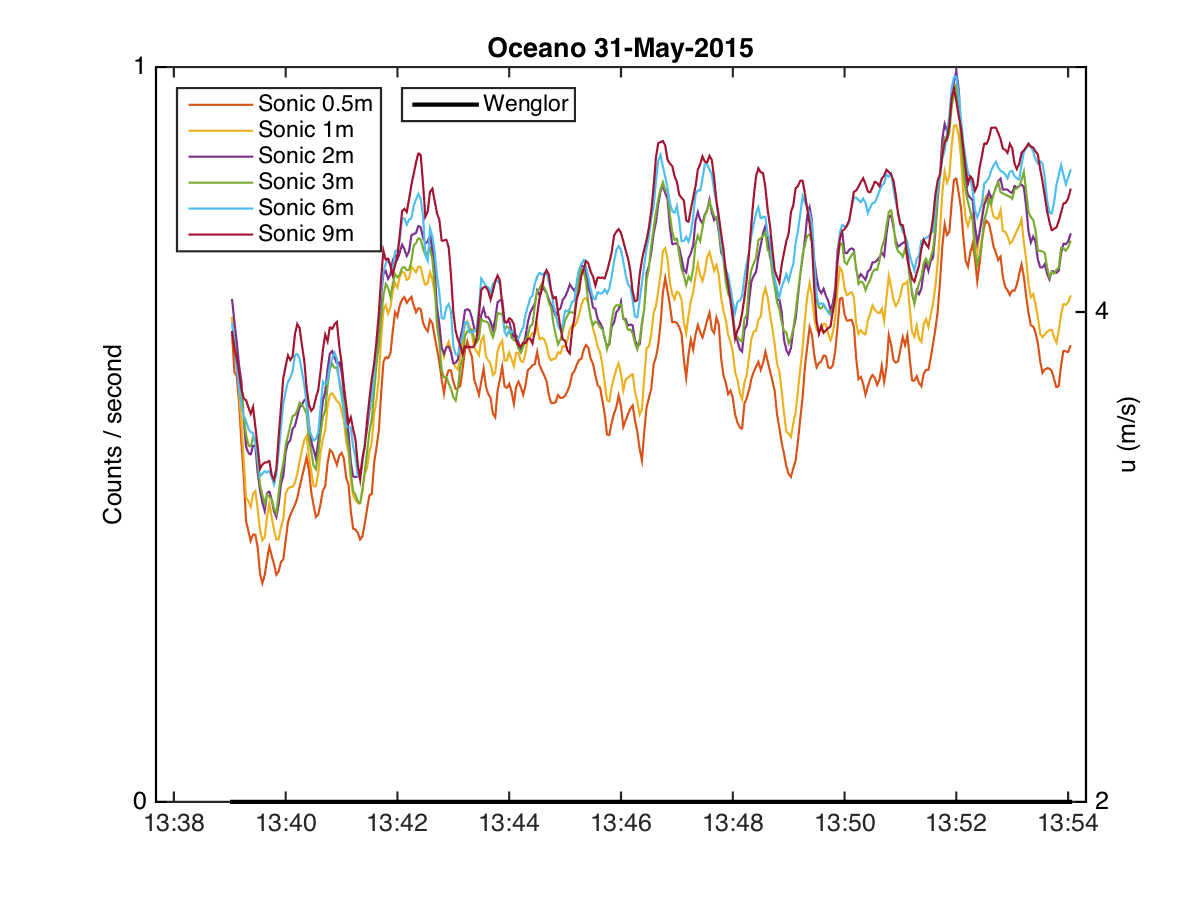 Oceano 31-May-2015
1
Sonic 0.5m
Sonic 1m
Sonic 2m
Sonic 3m
Sonic 6m
Sonic 9m
Wenglor
Counts / second
4
u (m/s)
0
2
13:38 13:40 13:42 13:44 13:46 13:48 13:50 13:52 13:54